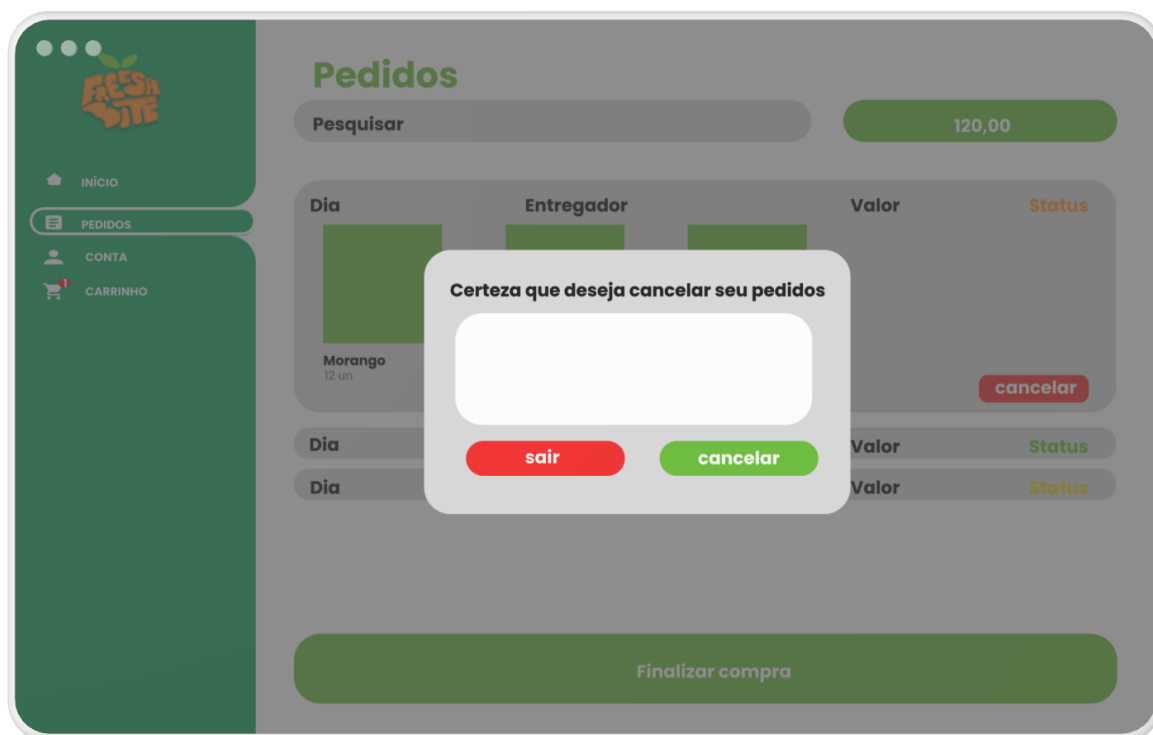 FRESH
BITE
INÍCIO
PEDIDOS
CONTA
1
CARRINHO
Pedidos
Pesquisar
120,00
Dia Entregador Valor Status
Morango
12 un
cancelar
Certeza que deseja cancelar seu pedidos
sair cancelar
Dia Valor Status
Dia Valor Status
Finalizar compra